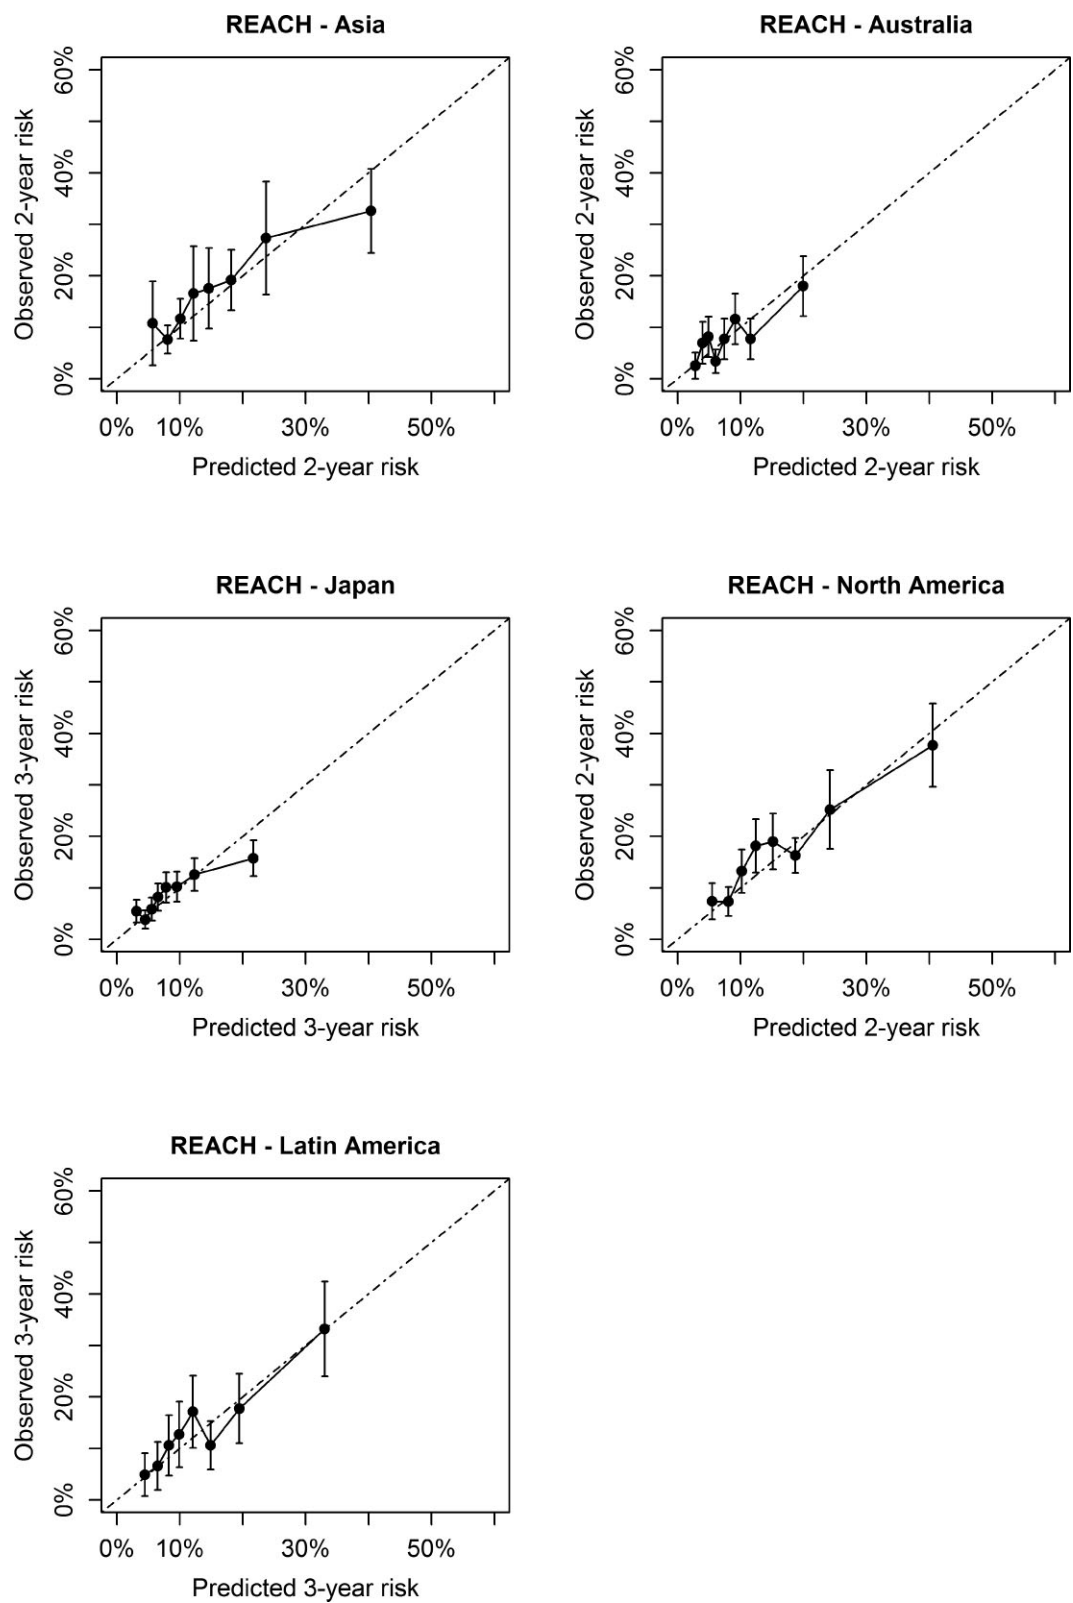 REACH - Asia
Observed 2-year risk
60%
40%
20%
0%
0% 10% 30% 50%
Predicted 2-year risk
REACH - Australia
Observed 2-year risk
60%
40%
20%
0%
0% 10% 30% 50%
Predicted 2-year risk
REACH - Japan
Observed 3-year risk
60%
40%
20%
0%
0% 10% 30% 50%
Predicted 3-year risk
REACH - North America
Observed 2-year risk
60%
40%
20%
0%
0% 10% 30% 50%
Predicted 2-year risk
REACH - Latin America
Observed 3-year risk
60%
40%
20%
0%
0% 10% 30% 50%
Predicted 3-year risk